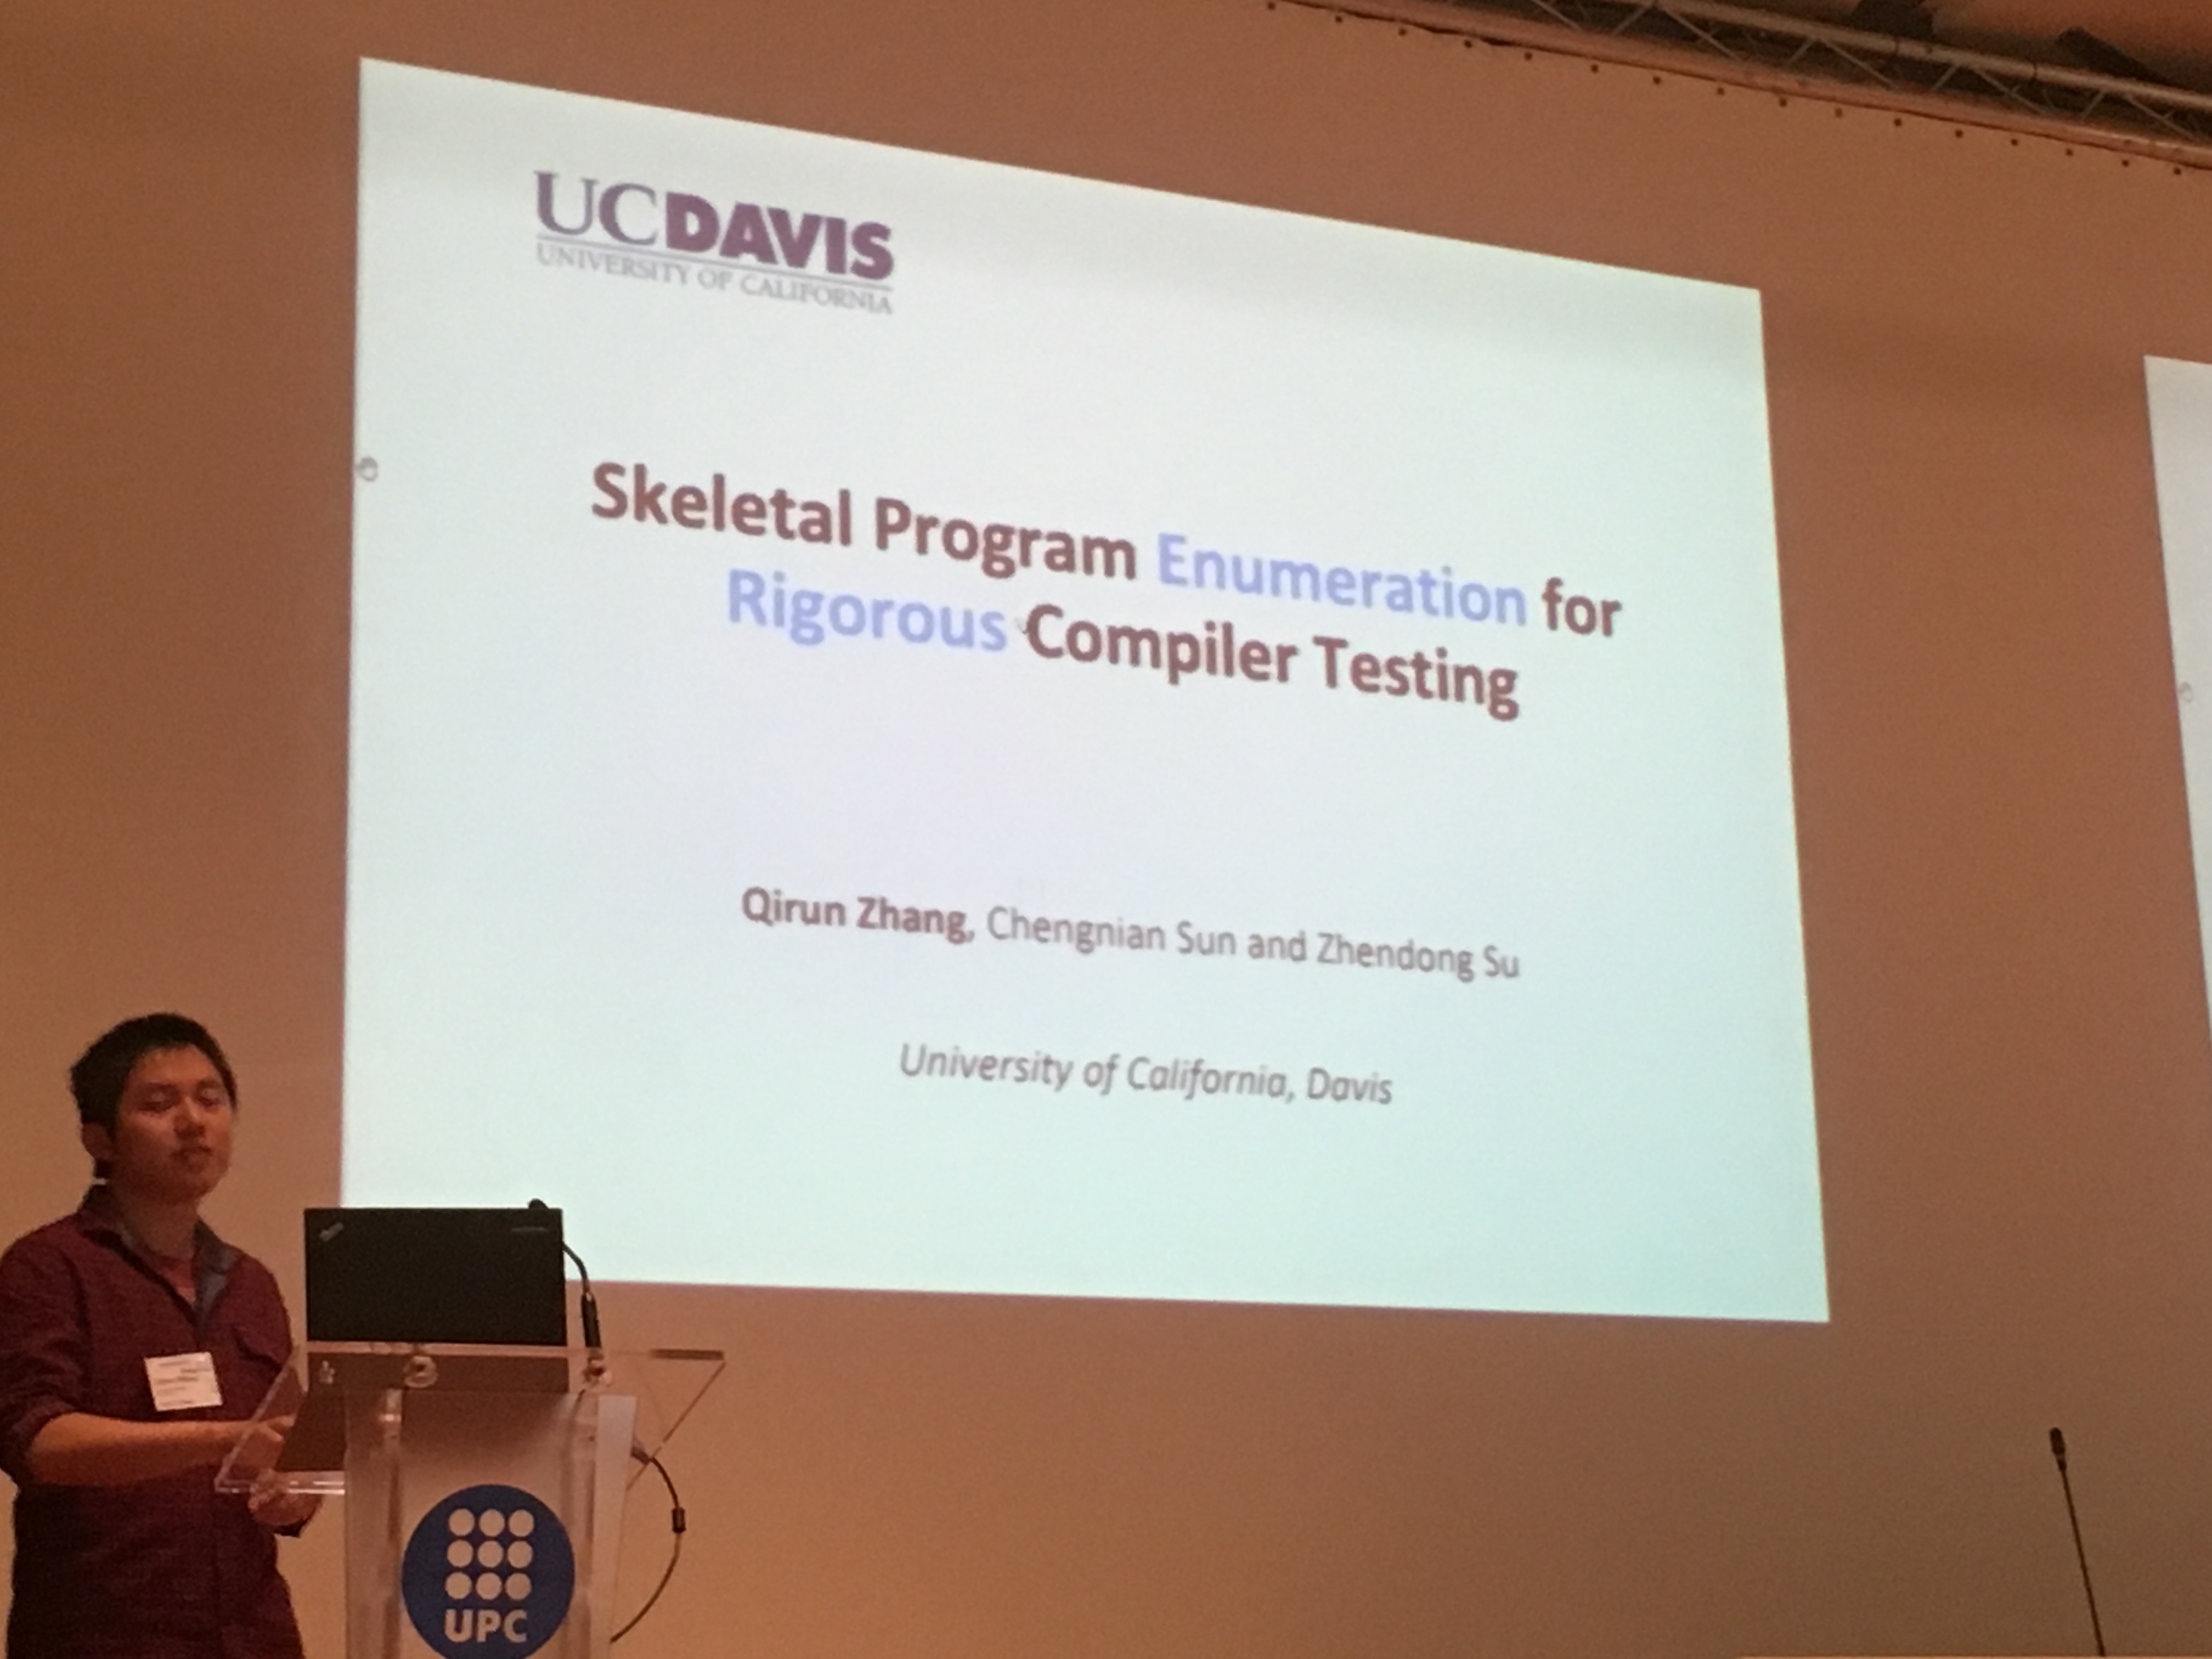 UCDAVIS
UNIVERSITY OF CALIFORNIA
Skeletal Program Enumeration for
Rigorous Compiler Testing
Qirun Zhang, Chengnian Sun and Zhendong Su
University of California, Davis
UPC